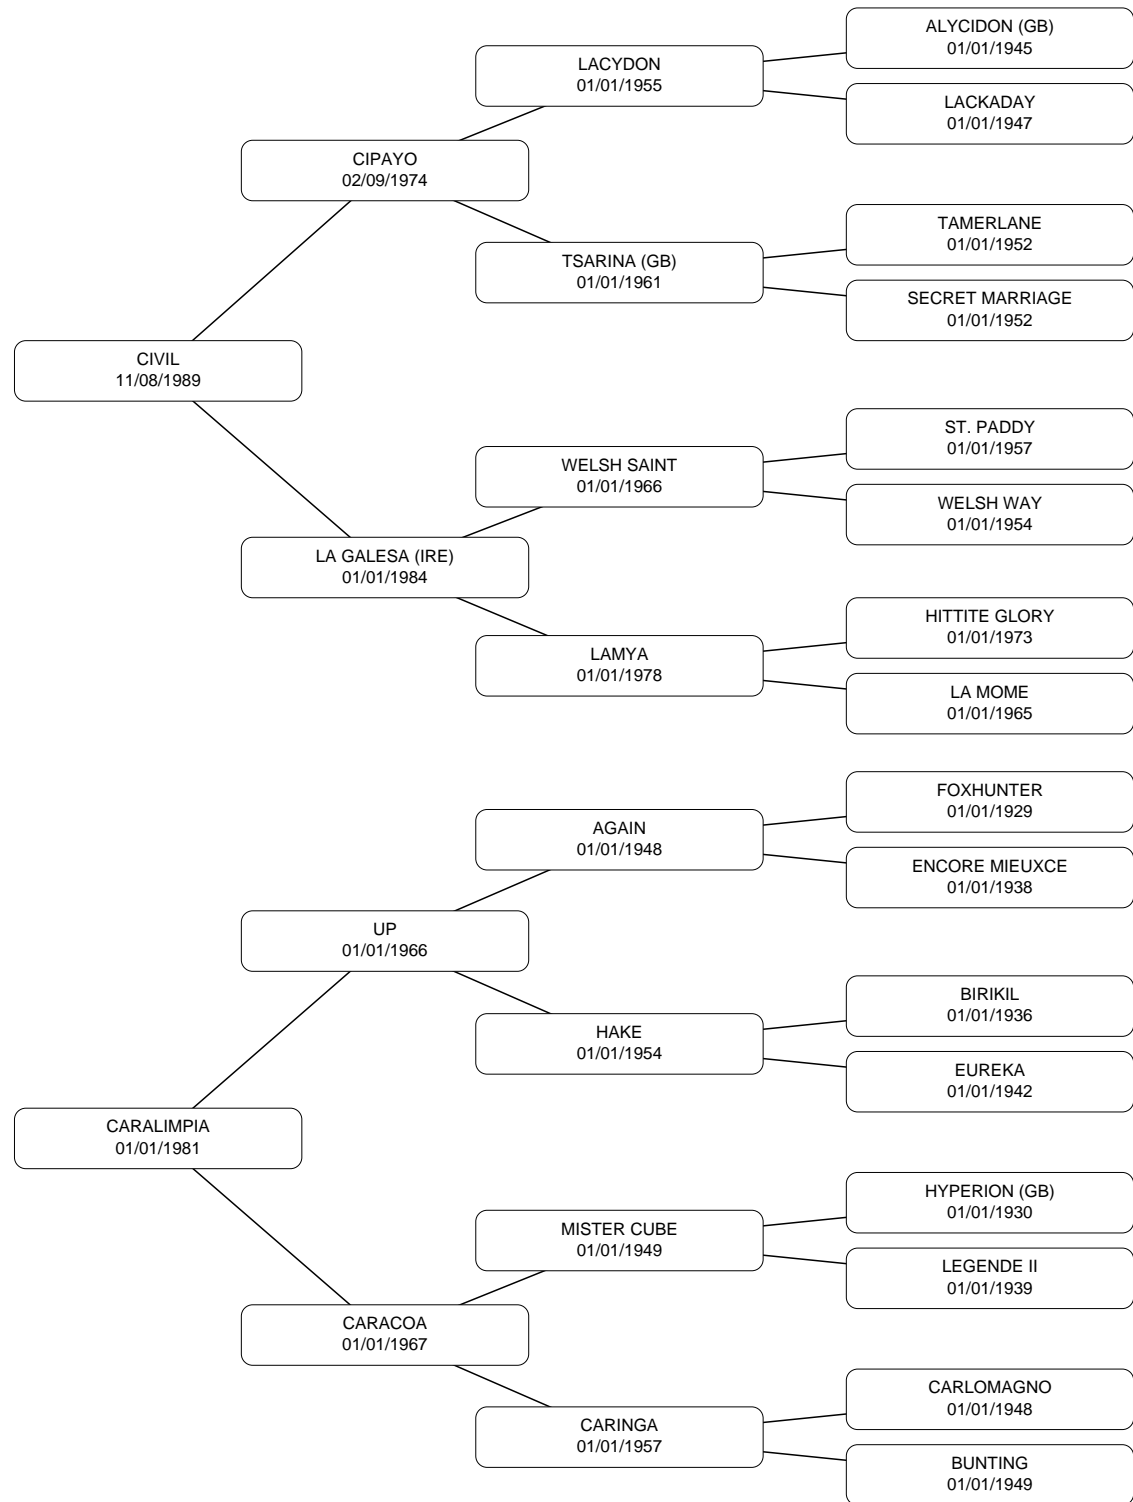 ALYCIDON (GB)
01/01/1945
LACYDON
01/01/1955
LACKADAY
01/01/1947
CIPAYO
02/09/1974
TAMERLANE
01/01/1952
TSARINA (GB)
01/01/1961
SECRET MARRIAGE
01/01/1952
CIVIL
11/08/1989
ST. PADDY
01/01/1957
WELSH SAINT
01/01/1966
WELSH WAY
01/01/1954
LA GALESA (IRE)
01/01/1984
HITTITE GLORY
01/01/1973
LAMYA
01/01/1978
LA MOME
01/01/1965
FOXHUNTER
01/01/1929
AGAIN
01/01/1948
ENCORE MIEUXCE
01/01/1938
UP
01/01/1966
BIRIKIL
01/01/1936
HAKE
01/01/1954
EUREKA
01/01/1942
CARALIMPIA
01/01/1981
HYPERION (GB)
01/01/1930
MISTER CUBE
01/01/1949
LEGENDE II
01/01/1939
CARACOA
01/01/1967
CARLOMAGNO
01/01/1948
CARINGA
01/01/1957
BUNTING
01/01/1949